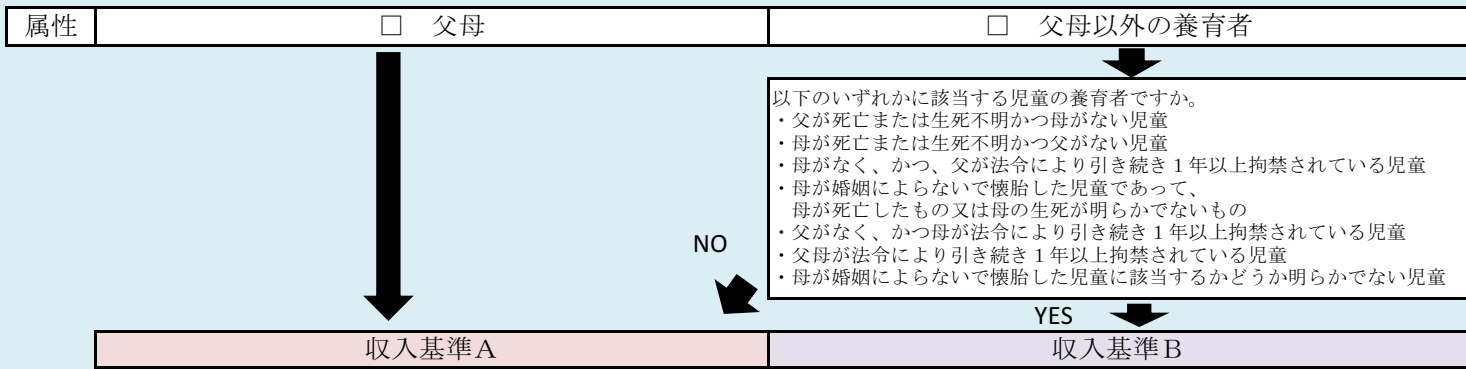 属性
□　父母
□　父母以外の養育者
以下のいずれかに該当する児童の養育者ですか。
・父が死亡または生死不明かつ母がない児童
・母が死亡または生死不明かつ父がない児童
・母がなく、かつ、父が法令により引き続き１年以上拘禁されている児童
・母が婚姻によらないで懐胎した児童であって、
母が死亡したもの又は母の生死が明らかでないもの
・父がなく、かつ母が法令により引き続き１年以上拘禁されている児童
・父母が法令により引き続き１年以上拘禁されている児童
・母が婚姻によらないで懐胎した児童に該当するかどうか明らかでない児童
NO
YES
収入基準Ａ
収入基準Ｂ